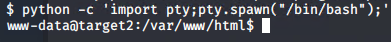 $ python -c 'import pty;pty.spawn("/bin/bash");'
www-data@target2:/var/www/html$